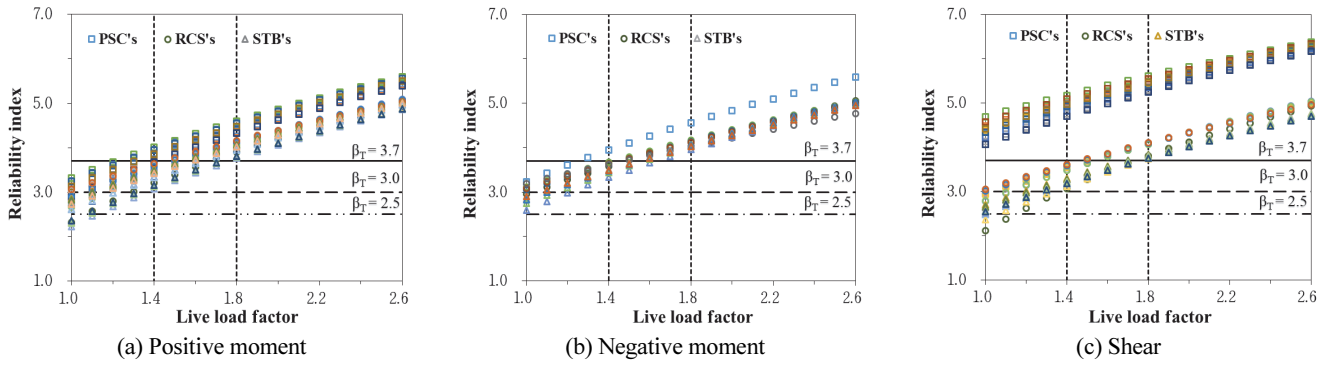 7.0
PSC's RCS's STB's
5.0
β_T = 3.7
3.0
β_T = 3.0
β_T = 2.5
1.0
1.0 1.4 1.8 2.2 2.6
Reliability index
Live load factor
(a) Positive moment
7.0
PSC's RCS's STB's
5.0
β_T = 3.7
3.0
β_T = 3.0
β_T = 2.5
1.0
1.0 1.4 1.8 2.2 2.6
Reliability index
Live load factor
(b) Negative moment
7.0
PSC's RCS's STB's
5.0
β_T = 3.7
3.0
β_T = 3.0
β_T = 2.5
1.0
1.0 1.4 1.8 2.2 2.6
Reliability index
Live load factor
(c) Shear